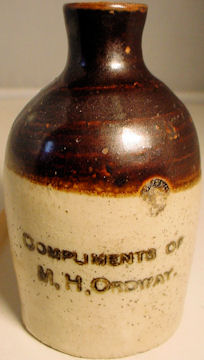 COMPLIMENTS OF
M. H. ORDWAY.